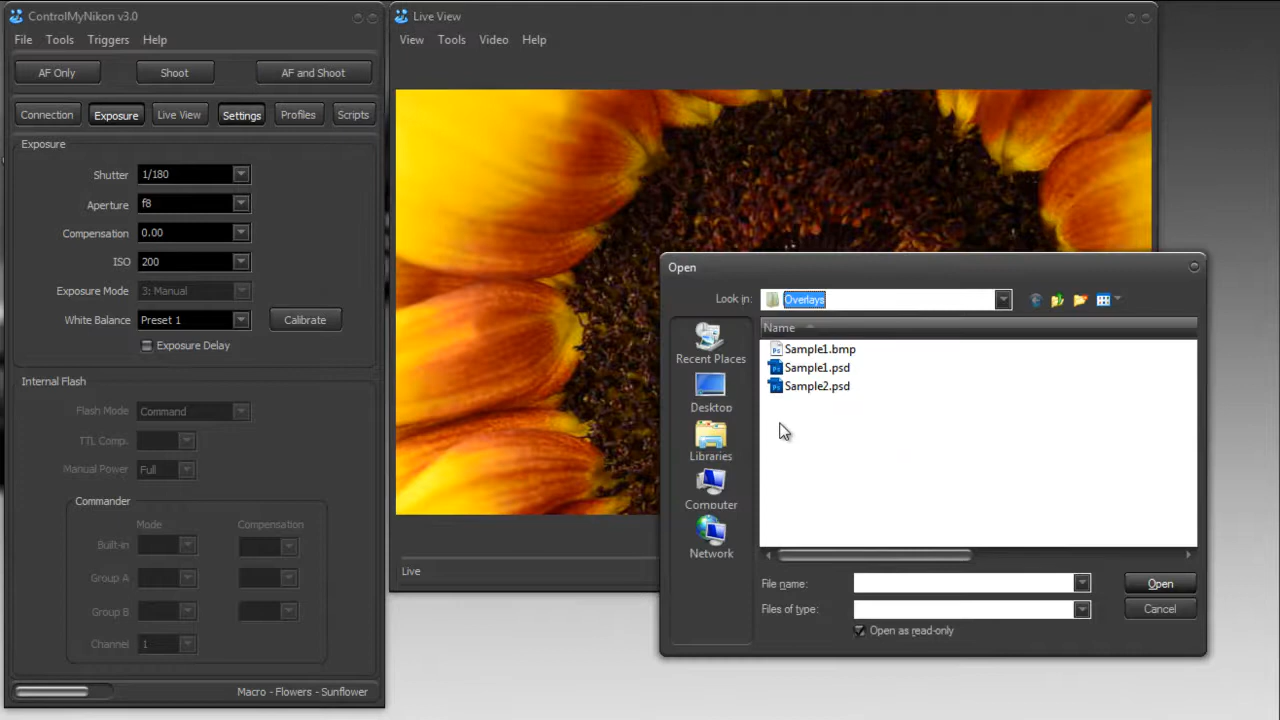 ControlMyNikon v3.0
File Tools Triggers Help
AF Only Shoot AF and Shoot
Connection Exposure Live View Settings Profiles Scripts
Exposure
Shutter 1/180
Aperture f8
Compensation 0.00
ISO 200
Exposure Mode 3: Manual
White Balance Preset 1 Calibrate
Exposure Delay
Internal Flash
Flash Mode Command
TTL Comp.
Manual Power Full
Commander
Mode Compensation
Built-in
Group A
Group B
Channel 1
Macro - Flowers - Sunflower
Live View
View Tools Video Help
Live
Open
Look in: Overlays
Name
Recent Places
Desktop
Libraries
Computer
Network
Sample1.bmp
Sample1.psd
Sample2.psd
File name: Open
Files of type: Cancel
Open as read-only